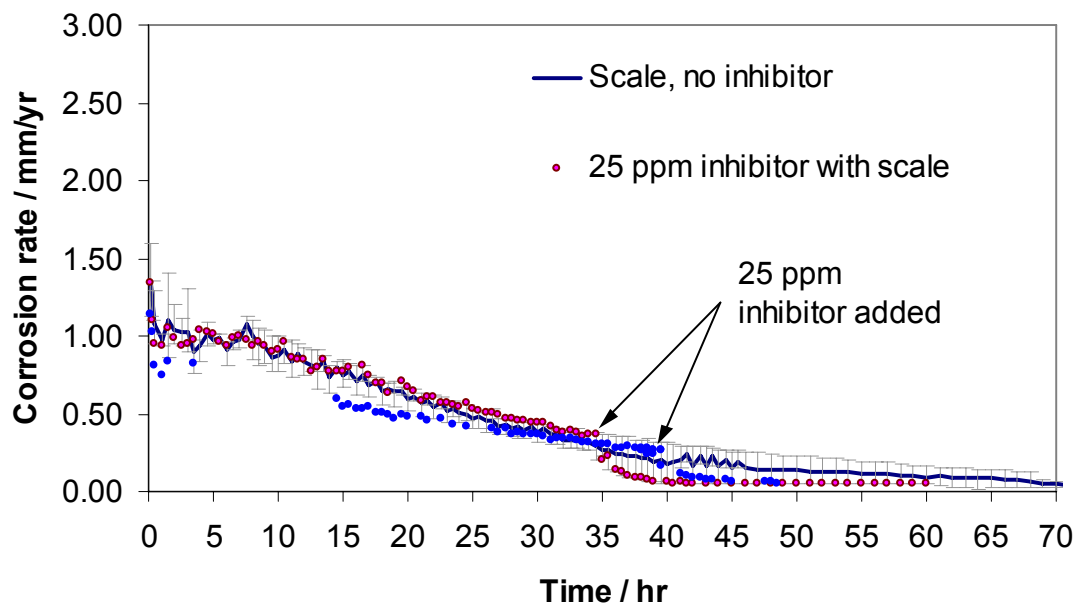 3.00
2.50
2.00
1.50
1.00
0.50
0.00
Corrosion rate / mm/yr
Scale, no inhibitor
25 ppm inhibitor with scale
25 ppm
inhibitor added
0 5 10 15 20 25 30 35 40 45 50 55 60 65 70
Time / hr